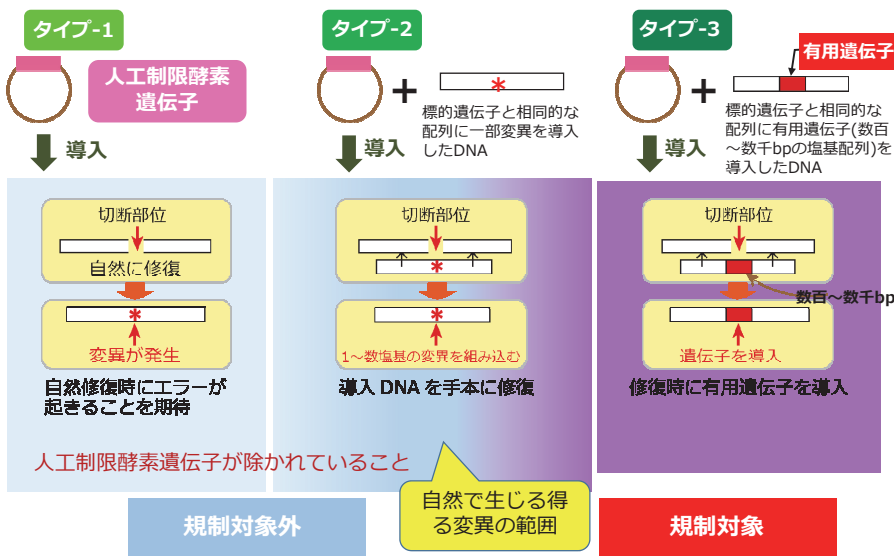 タイプ-1
人工制限酵素
遺伝子
導入
切断部位
自然に修復
*
変異が発生
自然修復時にエラーが
起きることを期待
タイプ-2
+
*
標的遺伝子と相同的な
配列に一部変異を導入
したDNA
導入
切断部位
*
*
1～数塩基の変異を組み込む
導入 DNA を手本に修復
タイプ-3
有用遺伝子
+
標的遺伝子と相同的な
配列に有用遺伝子(数百
～数千bpの塩基配列)を
導入したDNA
導入
切断部位
数百～数千bp
遺伝子を導入
修復時に有用遺伝子を導入
人工制限酵素遺伝子が除かれていること
自然で生じる得
る変異の範囲
規制対象外
規制対象